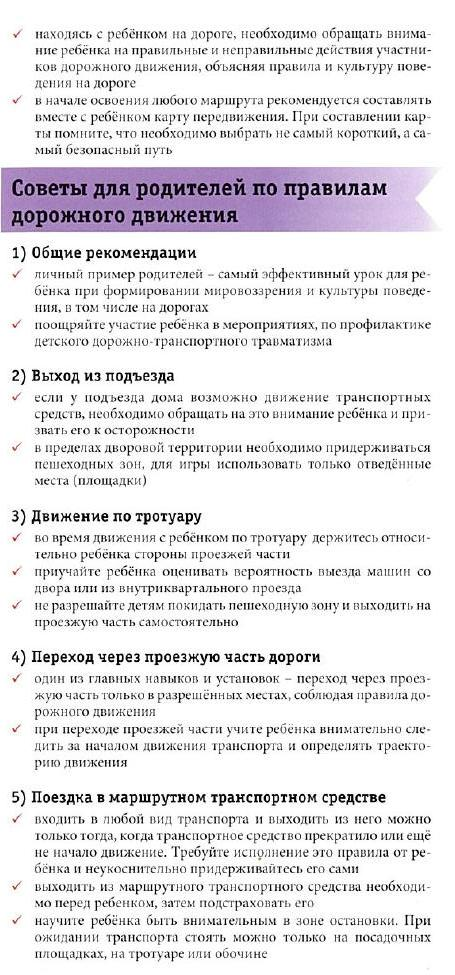 ✓ находясь с ребёнком на дороге, необходимо обращать внима-
ние ребёнка на правильные и неправильные действия участни-
ков дорожного движения, объясняя правила и культуру пове-
дения на дороге
✓ в начале освоения любого маршрута рекомендуется составлять
вместе с ребёнком карту передвижения. При составлении кар-
ты помните, что необходимо выбрать не самый короткий, а са-
мый безопасный путь
Советы для родителей по правилам
дорожного движения
1) Общие рекомендации
✓ личный пример родителей – самый эффективный урок для ре-
бёнка при формировании мировоззрения и культуры поведе-
ния, в том числе на дорогах
✓ поощряйте участие ребёнка в мероприятиях, по профилактике
детского дорожно-транспортного травматизма
2) Выход из подъезда
✓ если у подъезда дома возможно движение транспортных
средств, необходимо обращать на это внимание ребёнка и при-
звать его к осторожности
✓ в пределах дворовой территории необходимо придерживаться
пешеходных зон, для игры использовать только отведённые
места (площадки)
3) Движение по тротуару
✓ во время движения с ребёнком по тротуару держитесь относи-
тельно ребёнка стороны проезжей части
✓ приучайте ребёнка оценивать вероятность выезда машин со
двора или из внутриквартального проезда
✓ не разрешайте детям покидать пешеходную зону и выходить на
проезжую часть самостоятельно
4) Переход через проезжую часть дороги
✓ один из главных навыков и установок – переход через проез-
жую часть только в разрешённых местах, соблюдая правила до-
рожного движения
✓ при переходе проезжей части учите ребёнка внимательно сле-
дить за началом движения транспорта и определять траекто-
рию движения
5) Поездка в маршрутном транспортном средстве
✓ входить в любой вид транспорта и выходить из него можно
только тогда, когда транспортное средство прекратило или ещё
не начало движение. Требуйте исполнение это правила от ре-
бёнка и неукоснительно придерживайтесь его сами
✓ выходить из маршрутного транспортного средства необходи-
мо перед ребенком, затем подстраховать его
✓ научите ребёнка быть внимательным в зоне остановки. При
ожидании транспорта стоять можно только на посадочных
площадках, на тротуаре или обочине